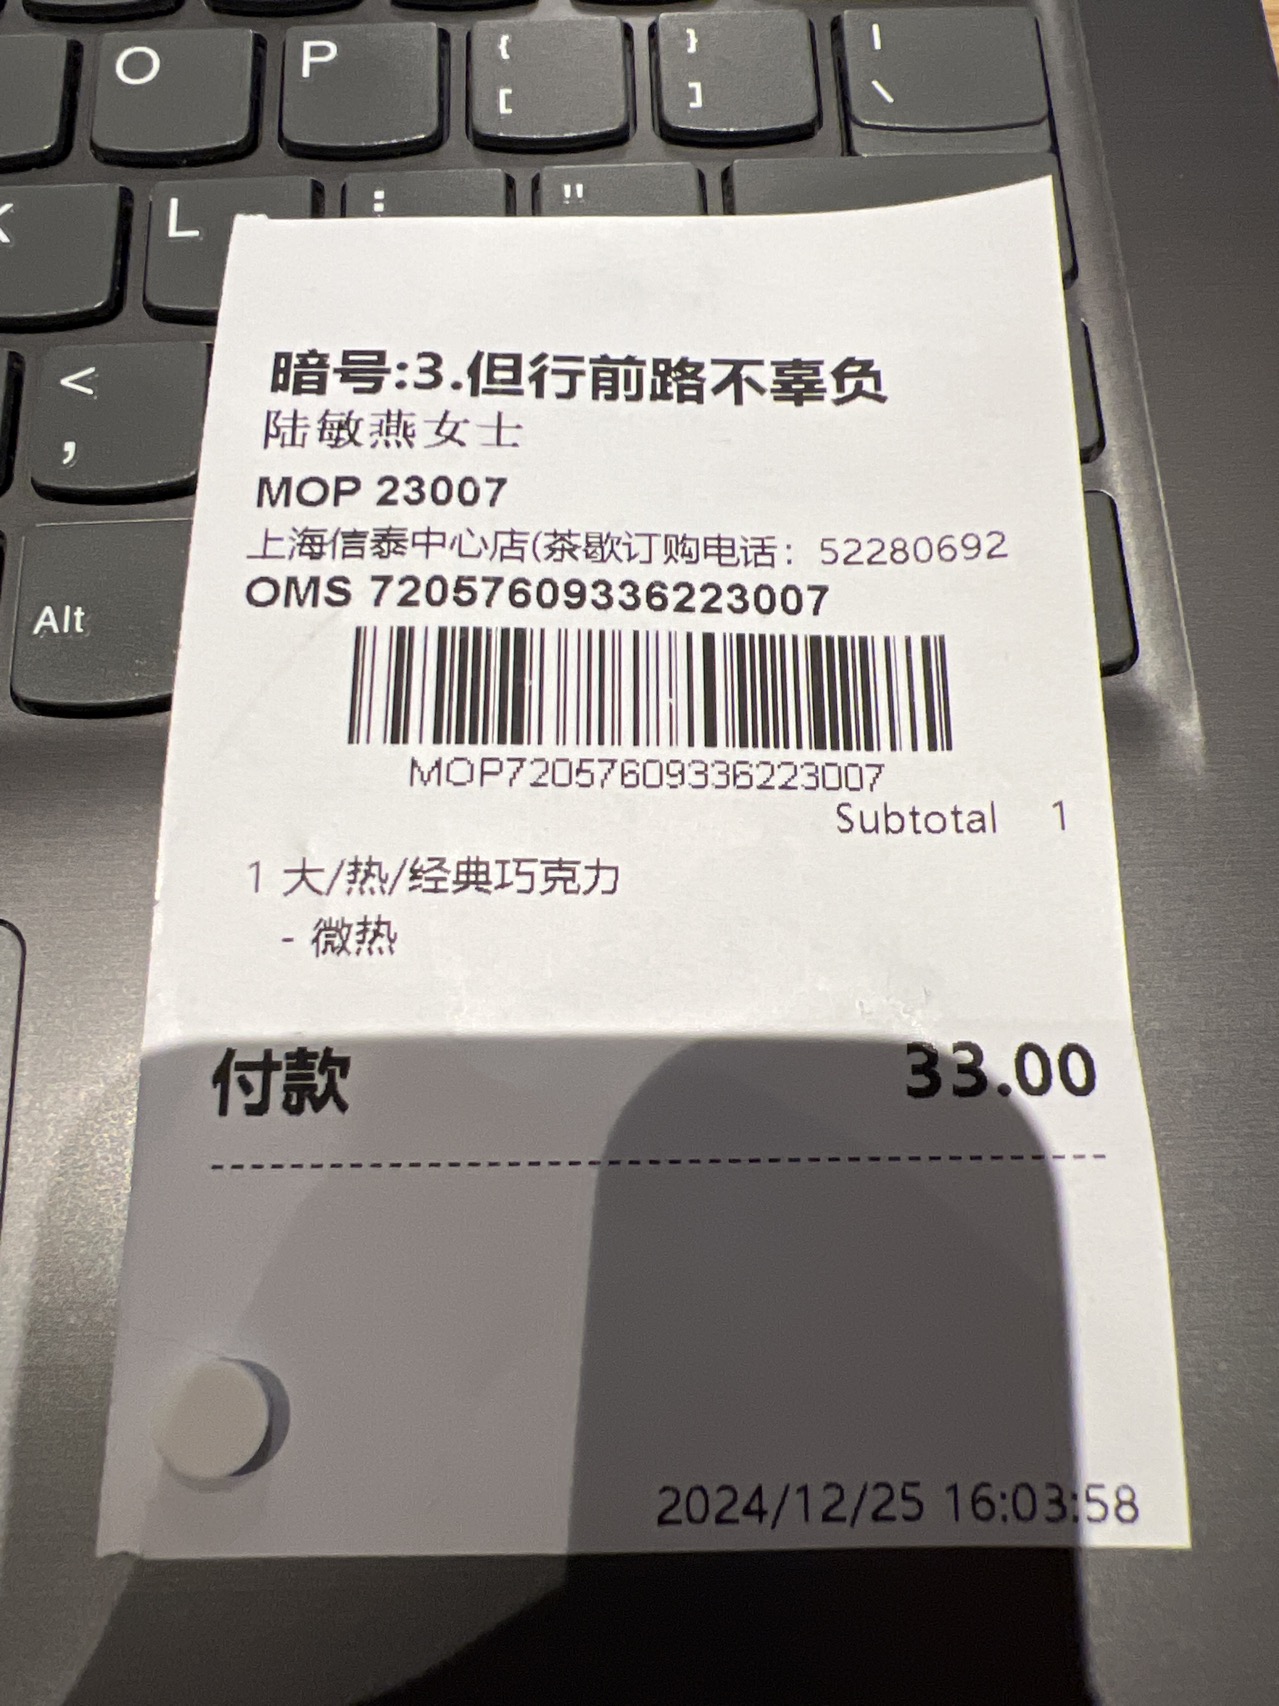 O P { [ } ] | \
K L : "
< ,
Alt
暗号:3.但行前路不辜负
陆敏燕女士
MOP 23007
上海信泰中心店(茶歇订购电话：52280692
OMS 72057609336223007
MOP72057609336223007
Subtotal 1
1 大/热/经典巧克力
- 微热
付款 33.00
2024/12/25 16:03:58